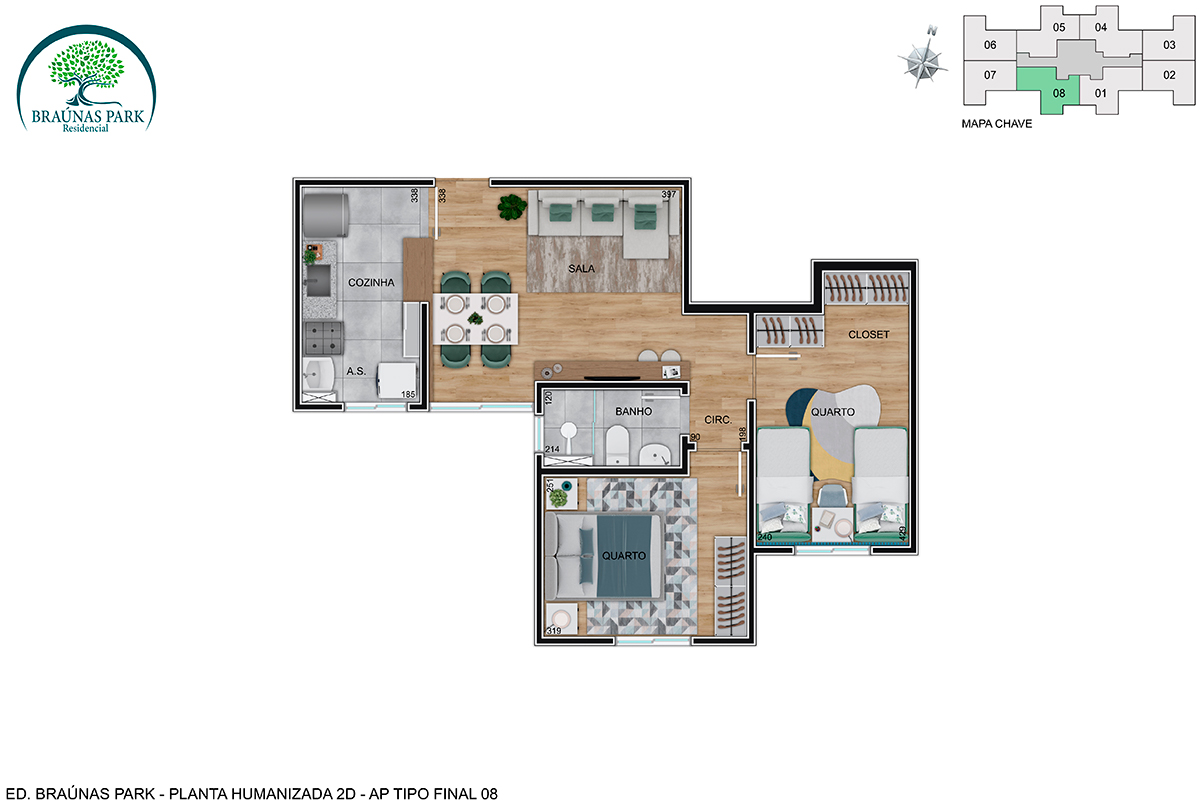 BRAÚNAS PARK
Residencial
N
05
04
06
03
07
02
08
01
MAPA CHAVE
338
338
397
SALA
COZINHA
CLOSET
A.S.
185
120
BANHO
QUARTO
CIRC.
90
198
214
251
240
429
QUARTO
319
ED. BRAÚNAS PARK - PLANTA HUMANIZADA 2D - AP TIPO FINAL 08